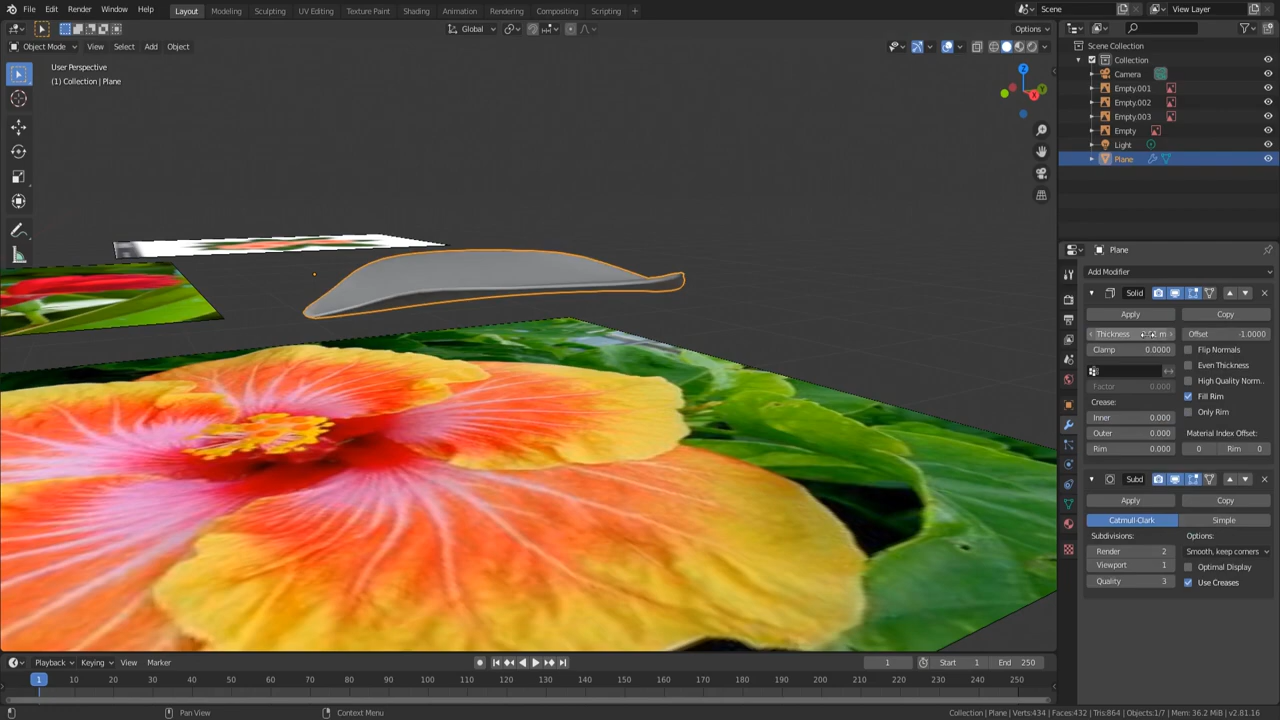 File Edit Render Window Help Layout Modeling Sculpting UV Editing Texture Paint Shading Animation Rendering Compositing Scripting + Scene View Layer
Global Options
Object Mode View Select Add Object
User Perspective
(1) Collection | Plane
Z
Y
X
Scene Collection
Collection
Camera
Empty.001
Empty.002
Empty.003
Empty
Light
Plane
Plane
Add Modifier
Solid
Apply Copy
Thickness m Offset -1.0000
Clamp 0.0000 Flip Normals
Even Thickness
High Quality Norm..
Factor 0.000 Fill Rim
Crease: Only Rim
Inner 0.000
Outer 0.000 Material Index Offset:
Rim 0.000 0 Rim 0
Subd
Apply Copy
Catmull-Clark Simple
Subdivisions: Options:
Render 2 Smooth, keep corners
Viewport 1 Optimal Display
Quality 3 Use Creases
Playback Keying View Marker 1 Start 1 End 250
1 10 20 30 40 50 60 70 80 90 100 110 120 130 140 150 160 170 180 190 200 210 220 230 240 250
Pan View Context Menu Collection | Plane | Verts:434 | Faces:432 | Tris:864 | Objects:1/7 | Mem: 36.2 MiB | v2.81.16